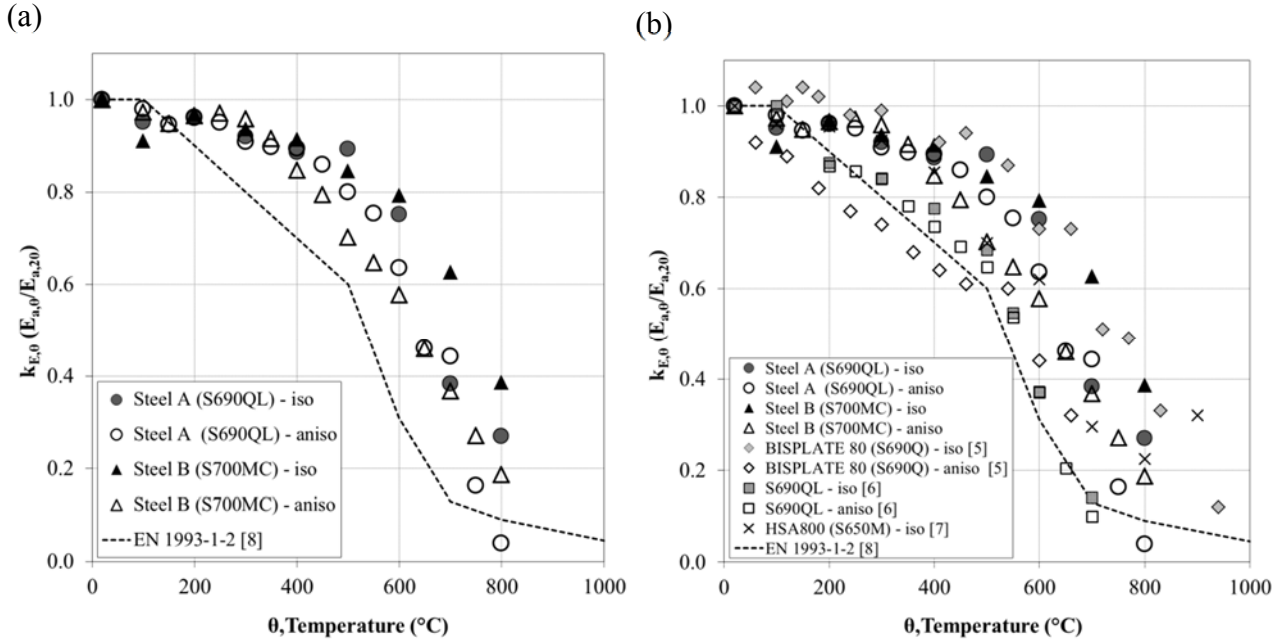 (a)
k_E,θ (E_a,θ/E_a,20)
1.0
0.8
0.6
0.4
0.2
0.0
Steel A (S690QL) - iso
Steel A (S690QL) - aniso
Steel B (S700MC) - iso
Steel B (S700MC) - aniso
EN 1993-1-2 [8]
0 200 400 600 800 1000
θ,Temperature (°C)
(b)
k_E,θ (E_a,θ/E_a,20)
1.0
0.8
0.6
0.4
0.2
0.0
Steel A (S690QL) - iso
Steel A (S690QL) - aniso
Steel B (S700MC) - iso
Steel B (S700MC) - aniso
BISPLATE 80 (S690Q) - iso [5]
BISPLATE 80 (S690Q) - aniso [5]
S690QL - iso [6]
S690QL - aniso [6]
HSA800 (S650M) - iso [7]
EN 1993-1-2 [8]
0 200 400 600 800 1000
θ,Temperature (°C)